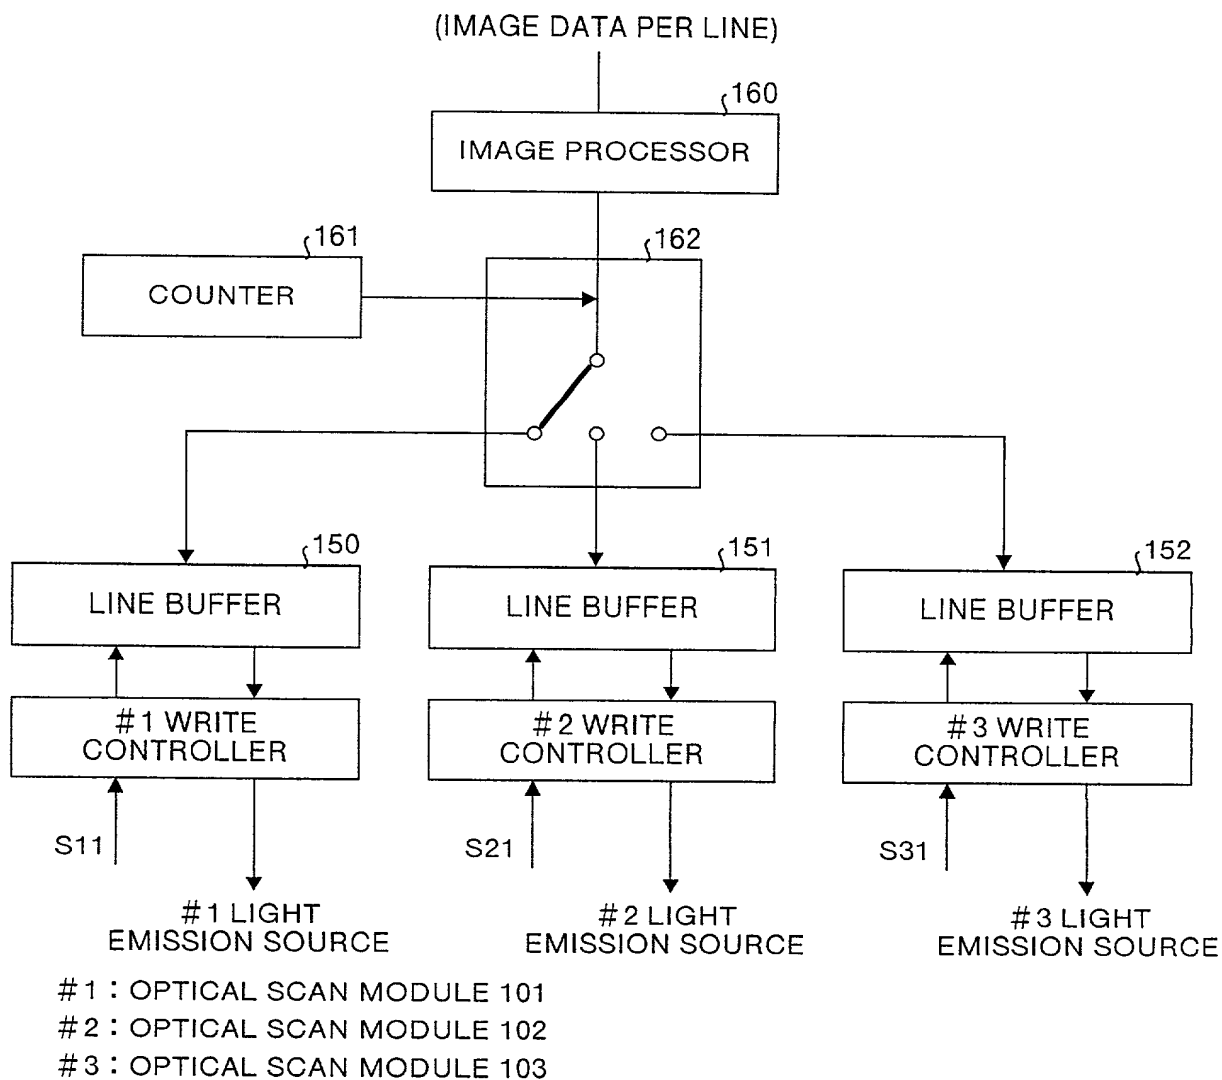 (IMAGE DATA PER LINE)
160
IMAGE PROCESSOR
161
162
COUNTER
150
151
152
LINE BUFFER
LINE BUFFER
LINE BUFFER
#1 WRITE
CONTROLLER
#2 WRITE
CONTROLLER
#3 WRITE
CONTROLLER
S11
S21
S31
#1 LIGHT
EMISSION SOURCE
#2 LIGHT
EMISSION SOURCE
#3 LIGHT
EMISSION SOURCE
#1 : OPTICAL SCAN MODULE 101
#2 : OPTICAL SCAN MODULE 102
#3 : OPTICAL SCAN MODULE 103